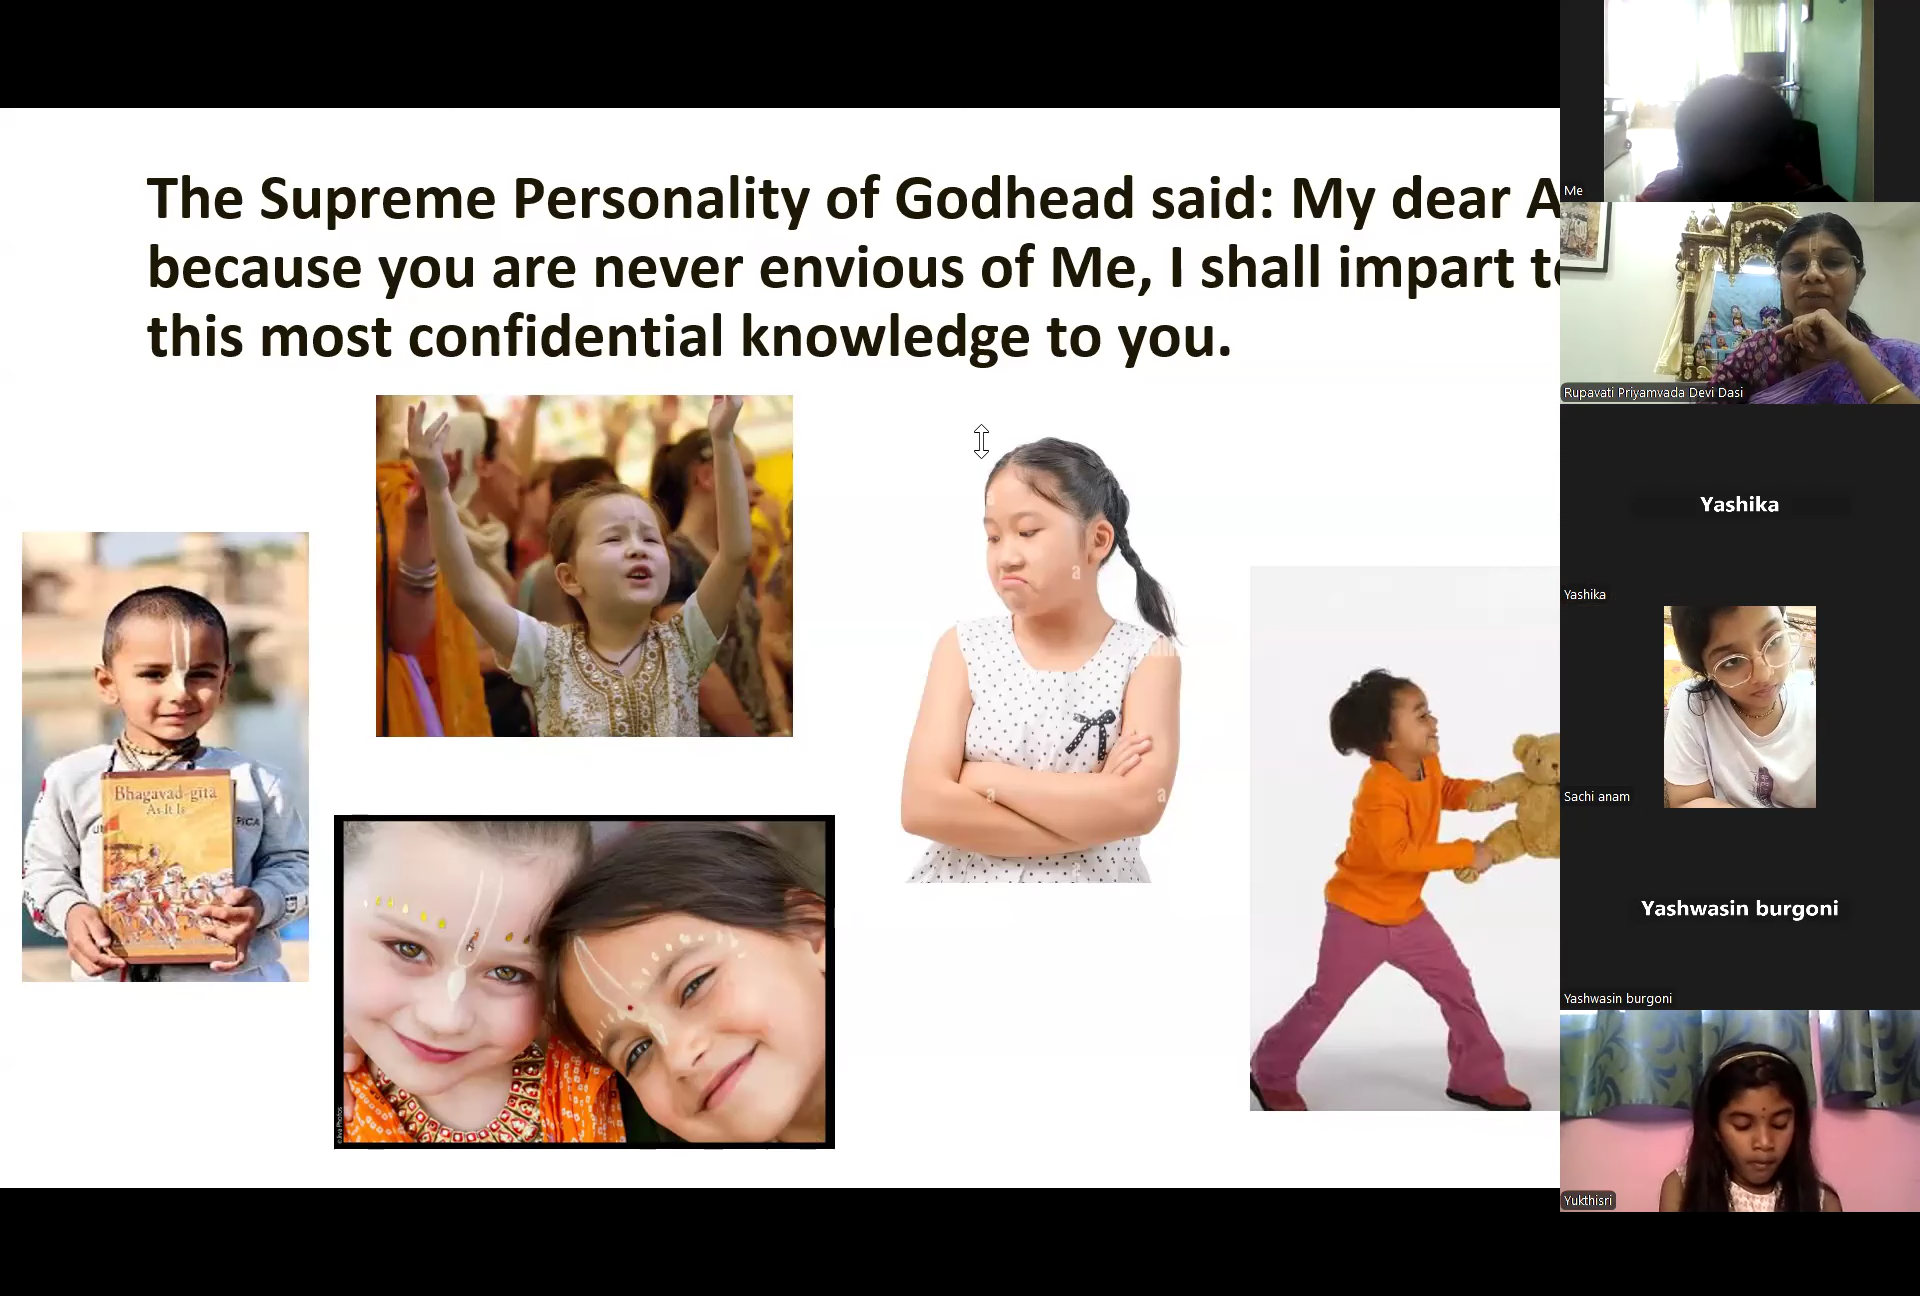 The Supreme Personality of Godhead said: My dear A
because you are never envious of Me, I shall impart
this most confidential knowledge to you.
Bhagavad-gita
As It Is
a
a
a
Me
Rupavati Priyamvada Devi Dasi
Yashika
Yashika
Sachi anam
Yashwasin burgoni
Yashwasin burgoni
Yukthisri